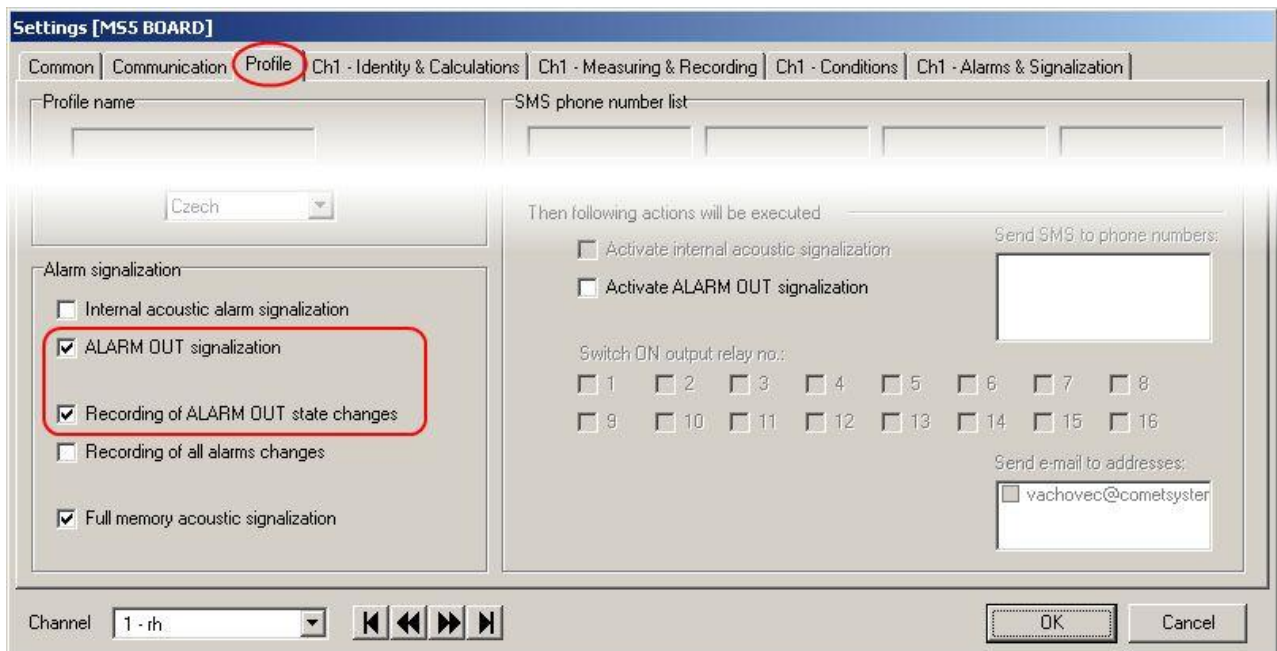 Settings [MS5 BOARD]
Common Communication Profile Ch1 - Identity & Calculations Ch1 - Measuring & Recording Ch1 - Conditions Ch1 - Alarms & Signalization
Profile name
Czech
Alarm signalization
Internal acoustic alarm signalization
ALARM OUT signalization
Recording of ALARM OUT state changes
Recording of all alarms changes
Full memory acoustic signalization
SMS phone number list
Then following actions will be executed
Activate internal acoustic signalization
Activate ALARM OUT signalization
Send SMS to phone numbers:
Switch ON output relay no.:
1 2 3 4 5 6 7 8
9 10 11 12 13 14 15 16
Send e-mail to addresses:
vachovec@cometsyster
Channel 1 - rh
OK Cancel